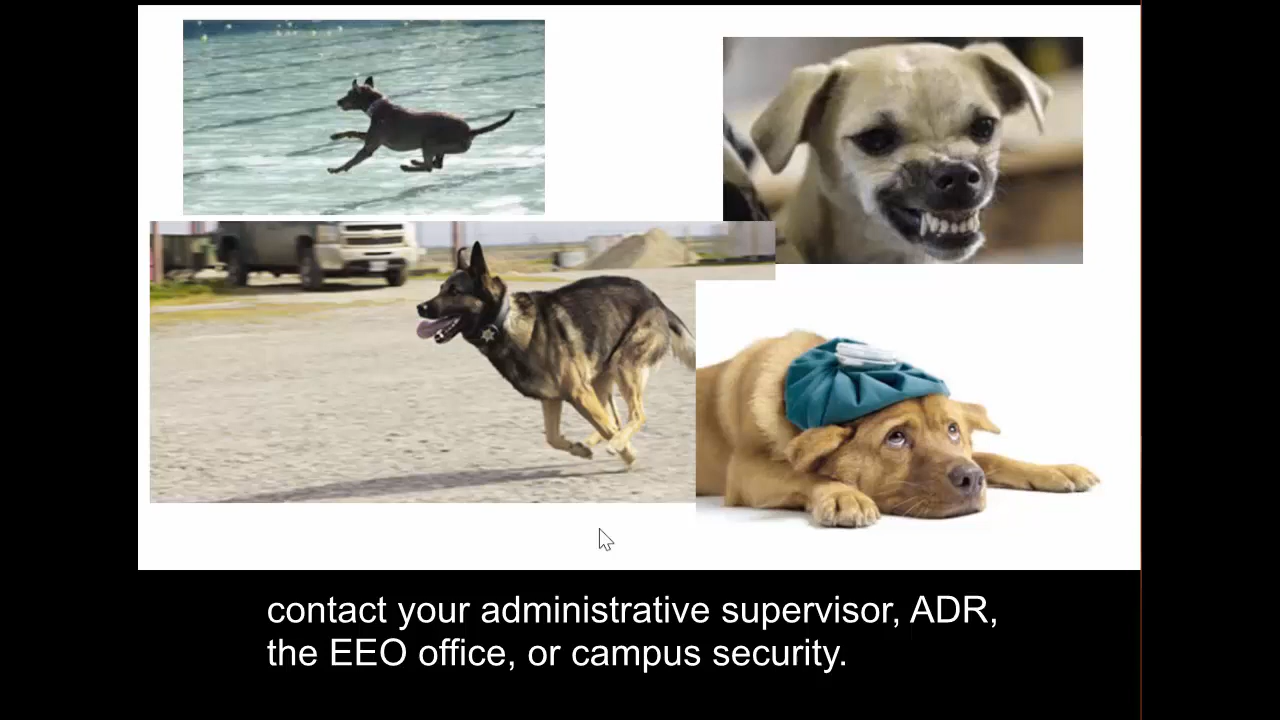 contact your administrative supervisor, ADR,
the EEO office, or campus security.